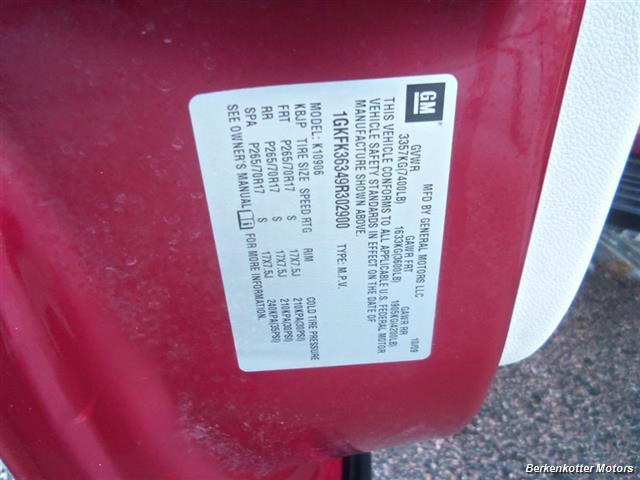 GM
MFD BY GENERAL MOTORS LLC 10/09
GVWR GAWR FRT GAWR RR
3357KG(7400LB) 1633KG(3600LB) 1905KG(4200LB)
THIS VEHICLE CONFORMS TO ALL APPLICABLE U.S. FEDERAL MOTOR
VEHICLE SAFETY STANDARDS IN EFFECT ON THE DATE OF
MANUFACTURE SHOWN ABOVE.
1GKFK36349R302900 TYPE: M.P.V.
MODEL: K10906
KBJP TIRE SIZE SPEED RTG RIM COLD TIRE PRESSURE
FRT P265/70R17 S 17X7.5J 210KPA(30PSI)
RR P265/70R17 S 17X7.5J 210KPA(30PSI)
SPA P265/70R17 S 17X7.5J 240KPA(35PSI)
SEE OWNER'S MANUAL FOR MORE INFORMATION.
Berkenkotter Motors